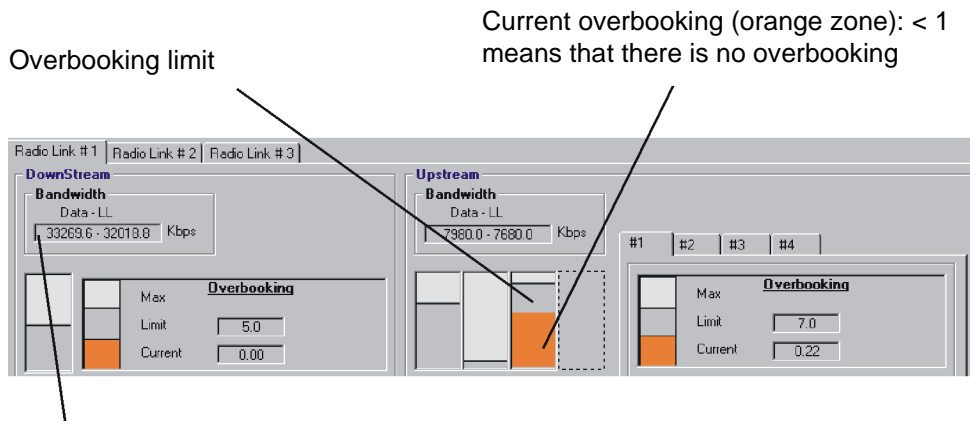 Current overbooking (orange zone): < 1
means that there is no overbooking
Overbooking limit
Radio Link # 1 Radio Link # 2 Radio Link # 3
DownStream
Bandwidth
Data - LL
33269.6 - 32018.8 Kbps
Overbooking
Max
Limit 5.0
Current 0.00
Upstream
Bandwidth
Data - LL
7980.0 - 7680.0 Kbps
#1 #2 #3 #4
Overbooking
Max
Limit 7.0
Current 0.22